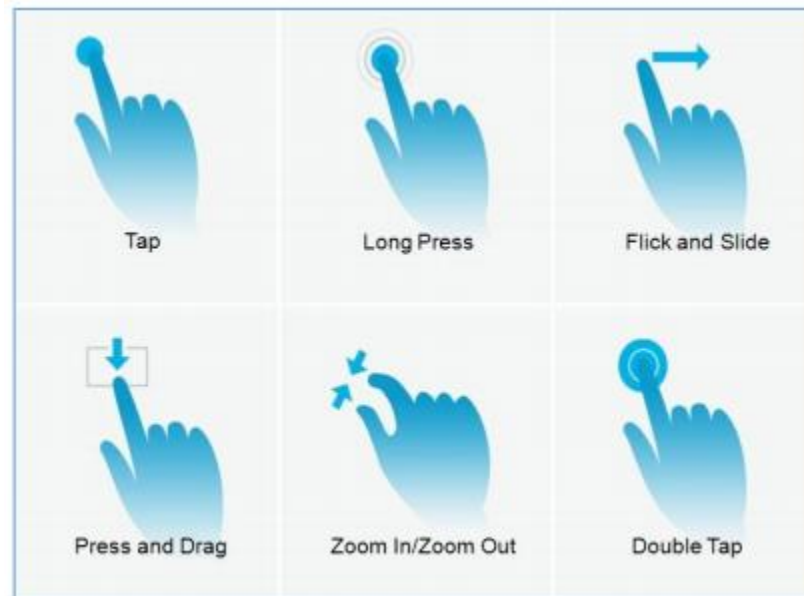 Tap
Long Press
Flick and Slide
Press and Drag
Zoom In/Zoom Out
Double Tap